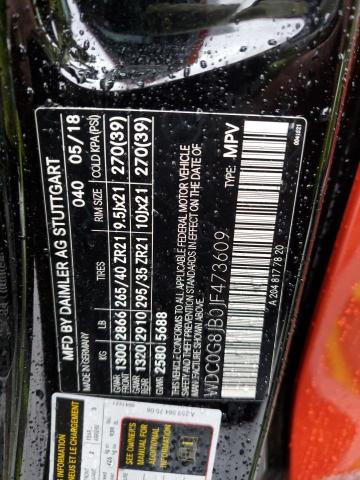 MFD BY DAIMLER AG STUTTGART
040 05/18
MADE IN GERMANY
KG LB TIRES RIM SIZE COLD KPA(PSI)
GAWR FRONT 1300 2866 265/40 ZR21 9.5Jx21 270(39)
GAWR REAR 1320 2910 295/35 ZR21 10Jx21 270(39)
GVWR 2580 5688
THIS VEHICLE CONFORMS TO ALL APPLICABLE FEDERAL MOTOR VEHICLE
SAFETY AND THEFT PREVENTION STANDARDS IN EFFECT ON THE DATE
OF MANUFACTURE SHOWN ABOVE
TYPE: MPV
WDC0G8JB0JF473609
A 204 817 78 20
0041021
SEE OWNER'S
MANUAL FOR
ADDITIONAL
INFORMATION